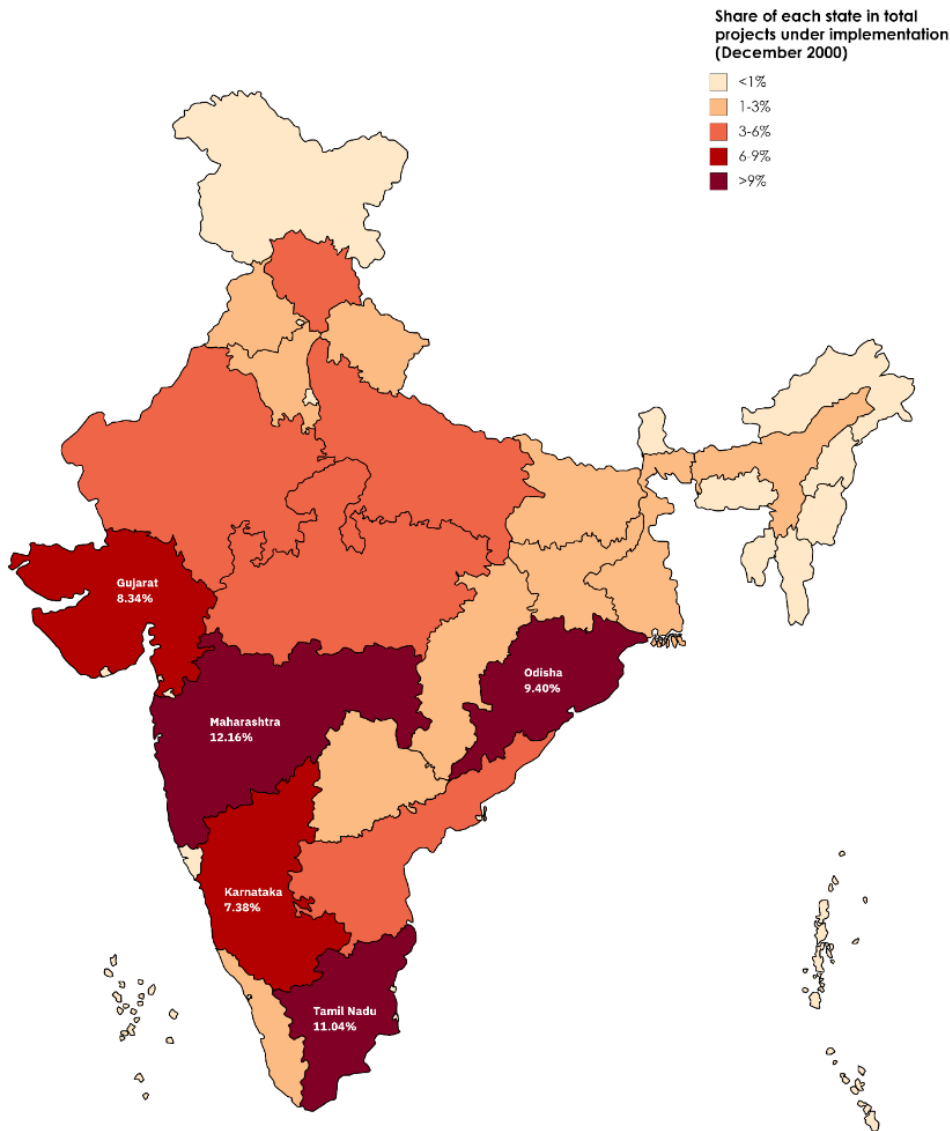 Share of each state in total
projects under implementation
(December 2000)
<1%
1-3%
3-6%
6-9%
>9%
Gujarat
8.34%
Odisha
9.40%
Maharashtra
12.16%
Karnataka
7.38%
Tamil Nadu
11.04%